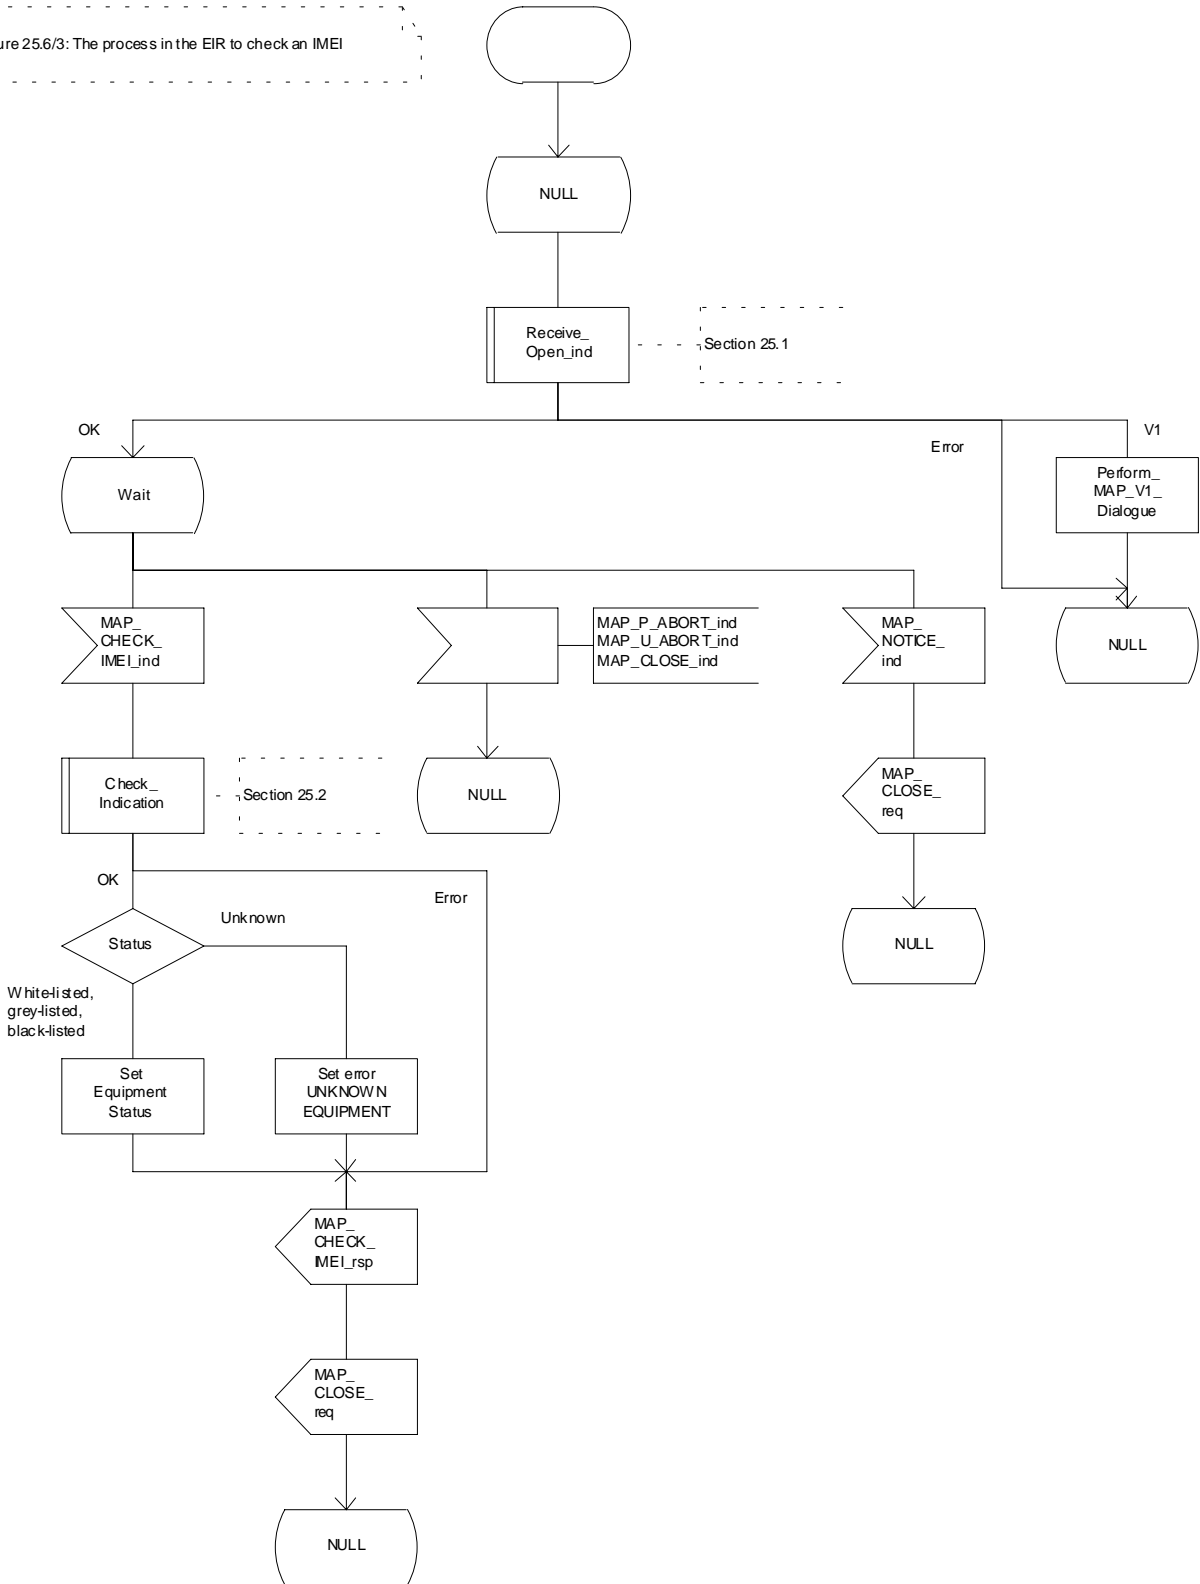 ure 25.6/3: The process in the EIR to check an IMEI
NULL
Receive_
Open_ind
Section 25.1
OK
Error
V1
Wait
Perform_
MAP_V1_
Dialogue
MAP_
CHECK_
IMEI_ind
MAP_P_ABORT_ind
MAP_U_ABORT_ind
MAP_CLOSE_ind
MAP_
NOTICE_
ind
NULL
Check_
Indication
Section 25.2
NULL
MAP_
CLOSE_
req
OK
Error
Unknown
Status
NULL
White-listed,
grey-listed,
black-listed
Set
Equipment
Status
Set error
UNKNOWN
EQUIPMENT
MAP_
CHECK_
IMEI_rsp
MAP_
CLOSE_
req
NULL